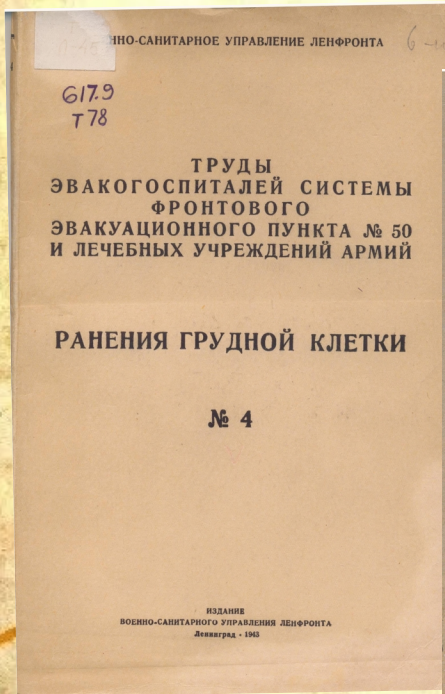 ННО-САНИТАРНОЕ УПРАВЛЕНИЕ ЛЕНФРОНТА
617.9
Т78
ТРУДЫ
ЭВАКОГОСПИТАЛЕЙ СИСТЕМЫ
ФРОНТОВОГО
ЭВАКУАЦИОННОГО ПУНКТА № 50
И ЛЕЧЕБНЫХ УЧРЕЖДЕНИЙ АРМИЙ
РАНЕНИЯ ГРУДНОЙ КЛЕТКИ
№ 4
ИЗДАНИЕ
ВОЕННО-САНИТАРНОГО УПРАВЛЕНИЯ ЛЕНФРОНТА
Ленинград - 1943